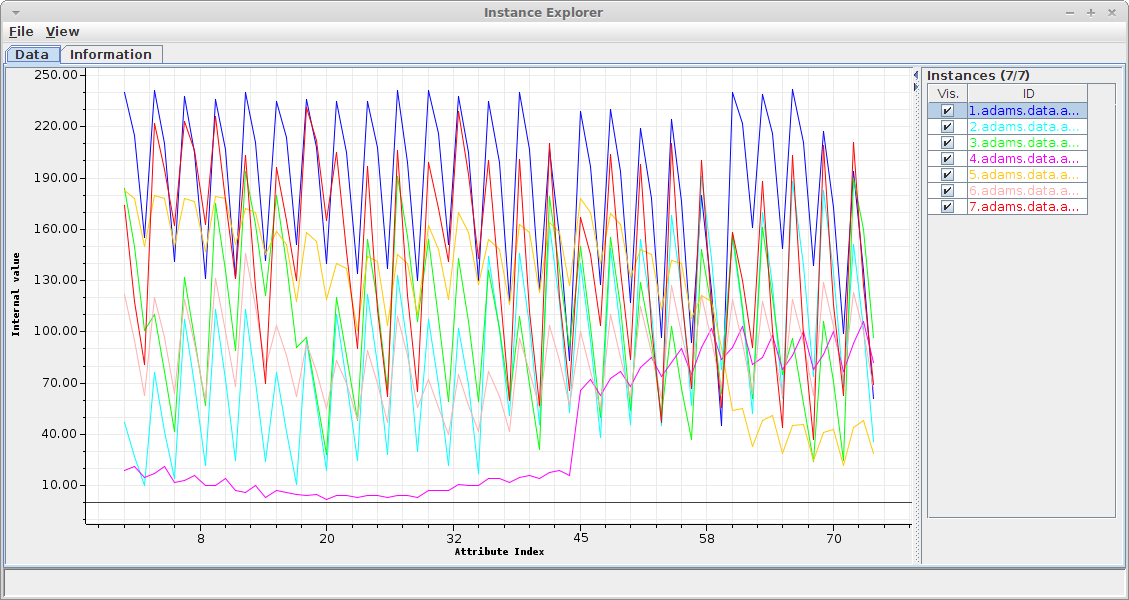 Instance Explorer
File View
Data Information
250.00
220.00
190.00
160.00
130.00
100.00
70.00
40.00
10.00
Internal value
8 20 32 45 58 70
Attribute Index
Instances (7/7)
Vis. ID
1.adams.data.a...
2.adams.data.a...
3.adams.data.a...
4.adams.data.a...
5.adams.data.a...
6.adams.data.a...
7.adams.data.a...